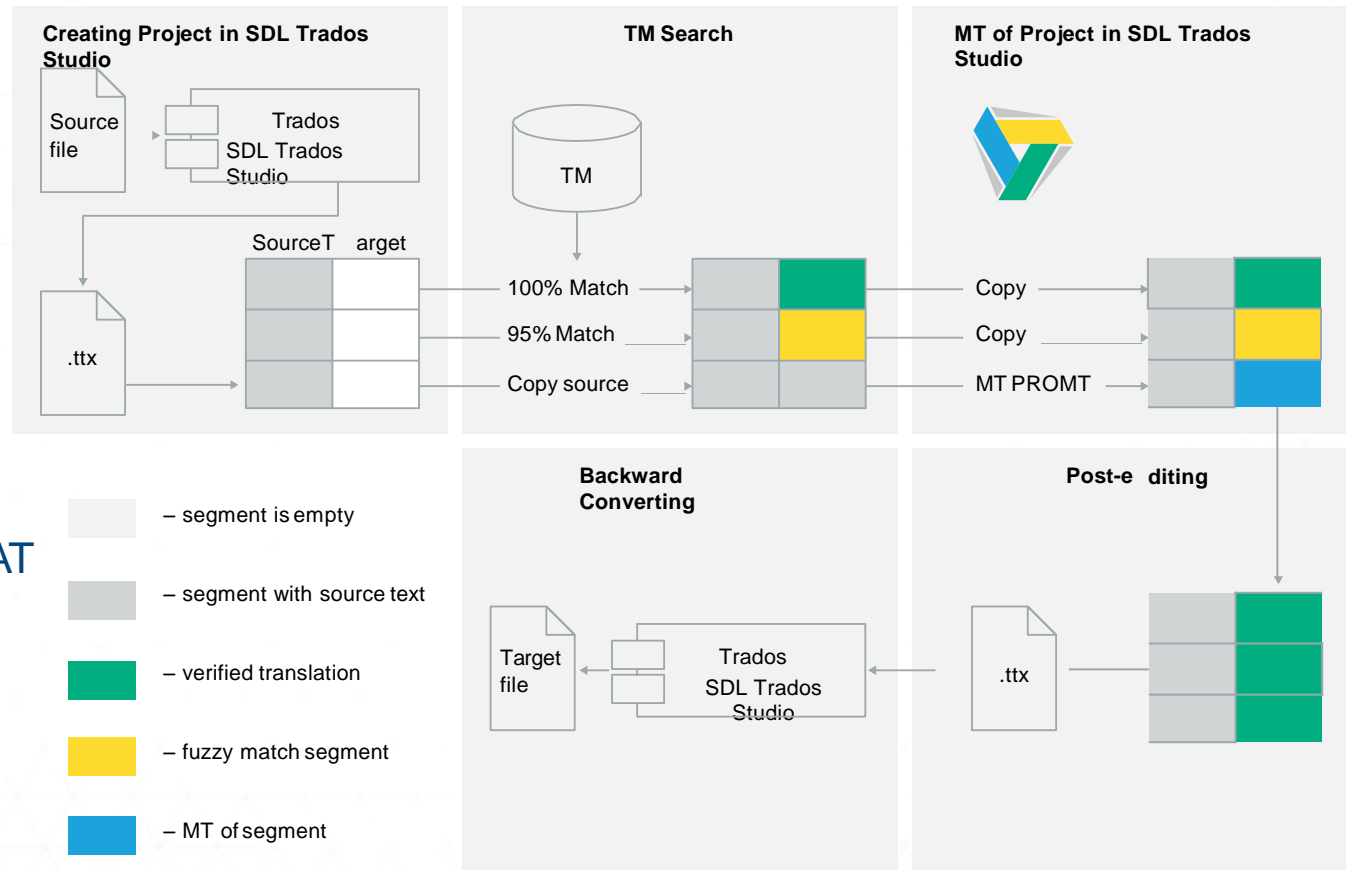 Creating Project in SDL Trados
Studio
Source
file
Trados
SDL Trados
Studio
SourceT arget
.ttx
TM Search
TM
100% Match
95% Match
Copy source
MT of Project in SDL Trados
Studio
Copy
Copy
MT PROMT
AT
– segment is empty
– segment with source text
– verified translation
– fuzzy match segment
– MT of segment
Backward
Converting
Target
file
Trados
SDL Trados
Studio
Post-e diting
.ttx